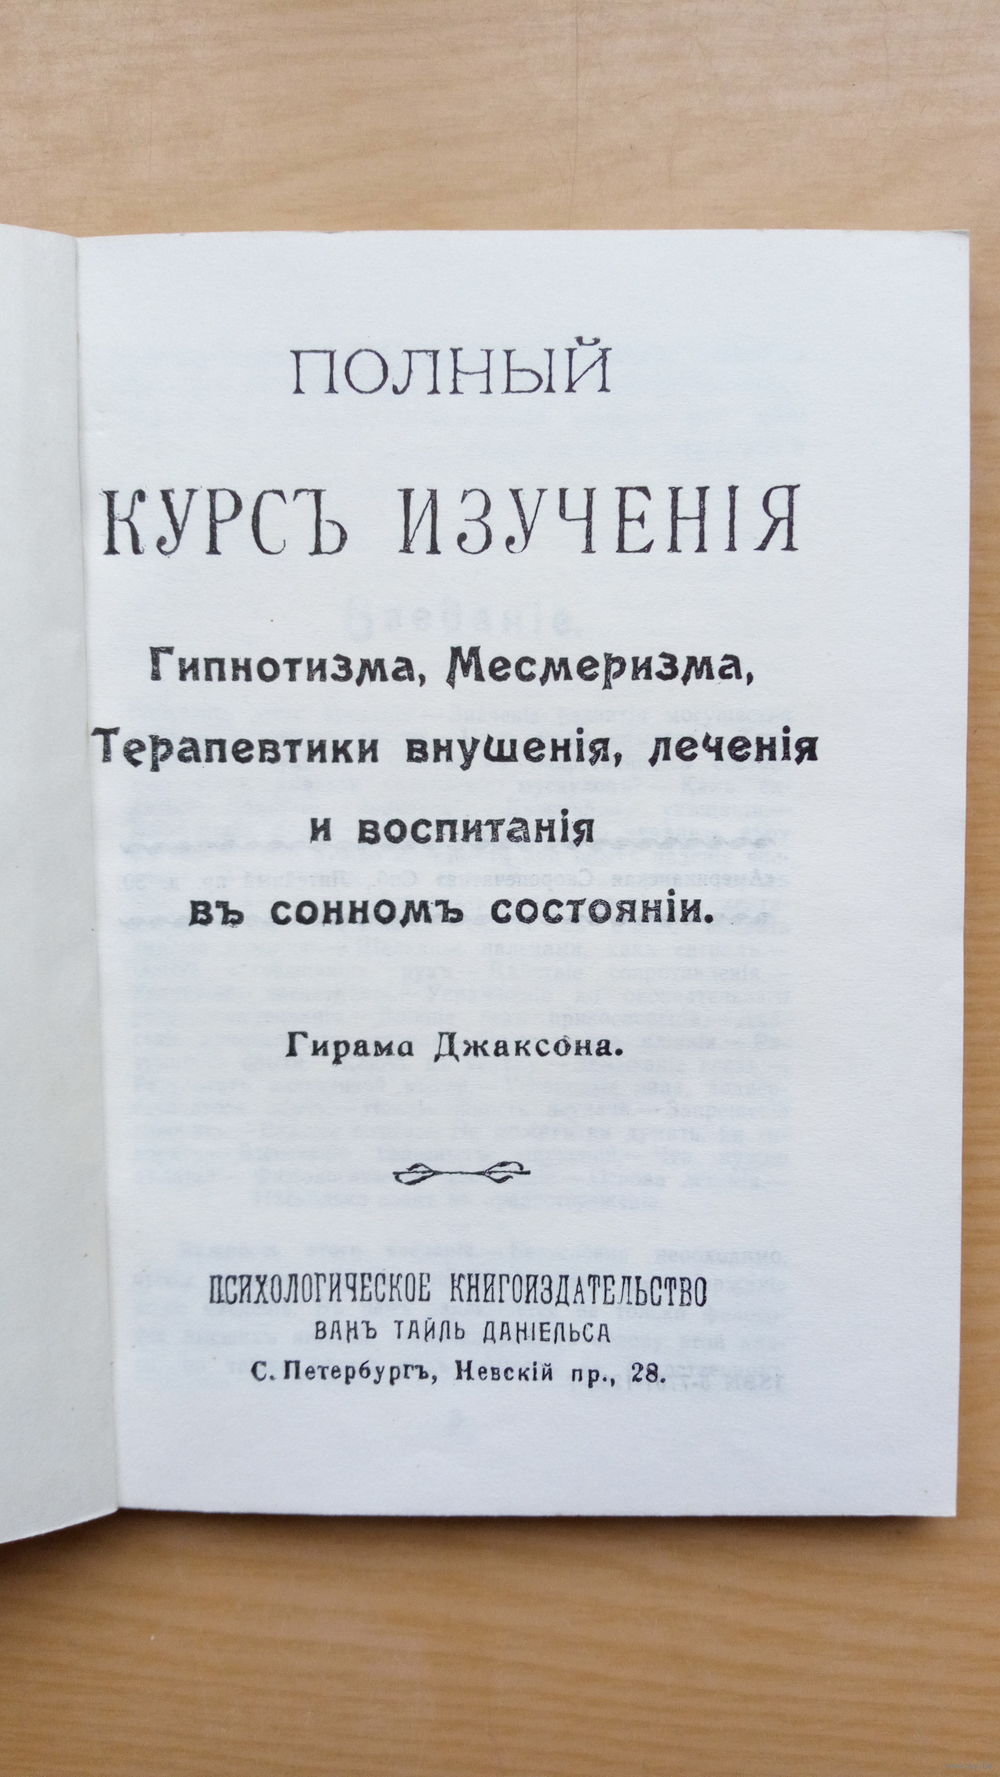 ПОЛНЫЙ
КУРСЪ ИЗУЧЕНІЯ
Гипнотизма, Месмеризма,
Терапевтики внушенія, леченія
и воспитанія
въ сонномъ состояніи.
Гирама Джаксона.
ПСИХОЛОГИЧЕСКОЕ КНИГОИЗДАТЕЛЬСТВО
ВАНЪ ТАЙЛЬ ДАНІЕЛЬСА
С. Петербургъ, Невскій пр., 28.